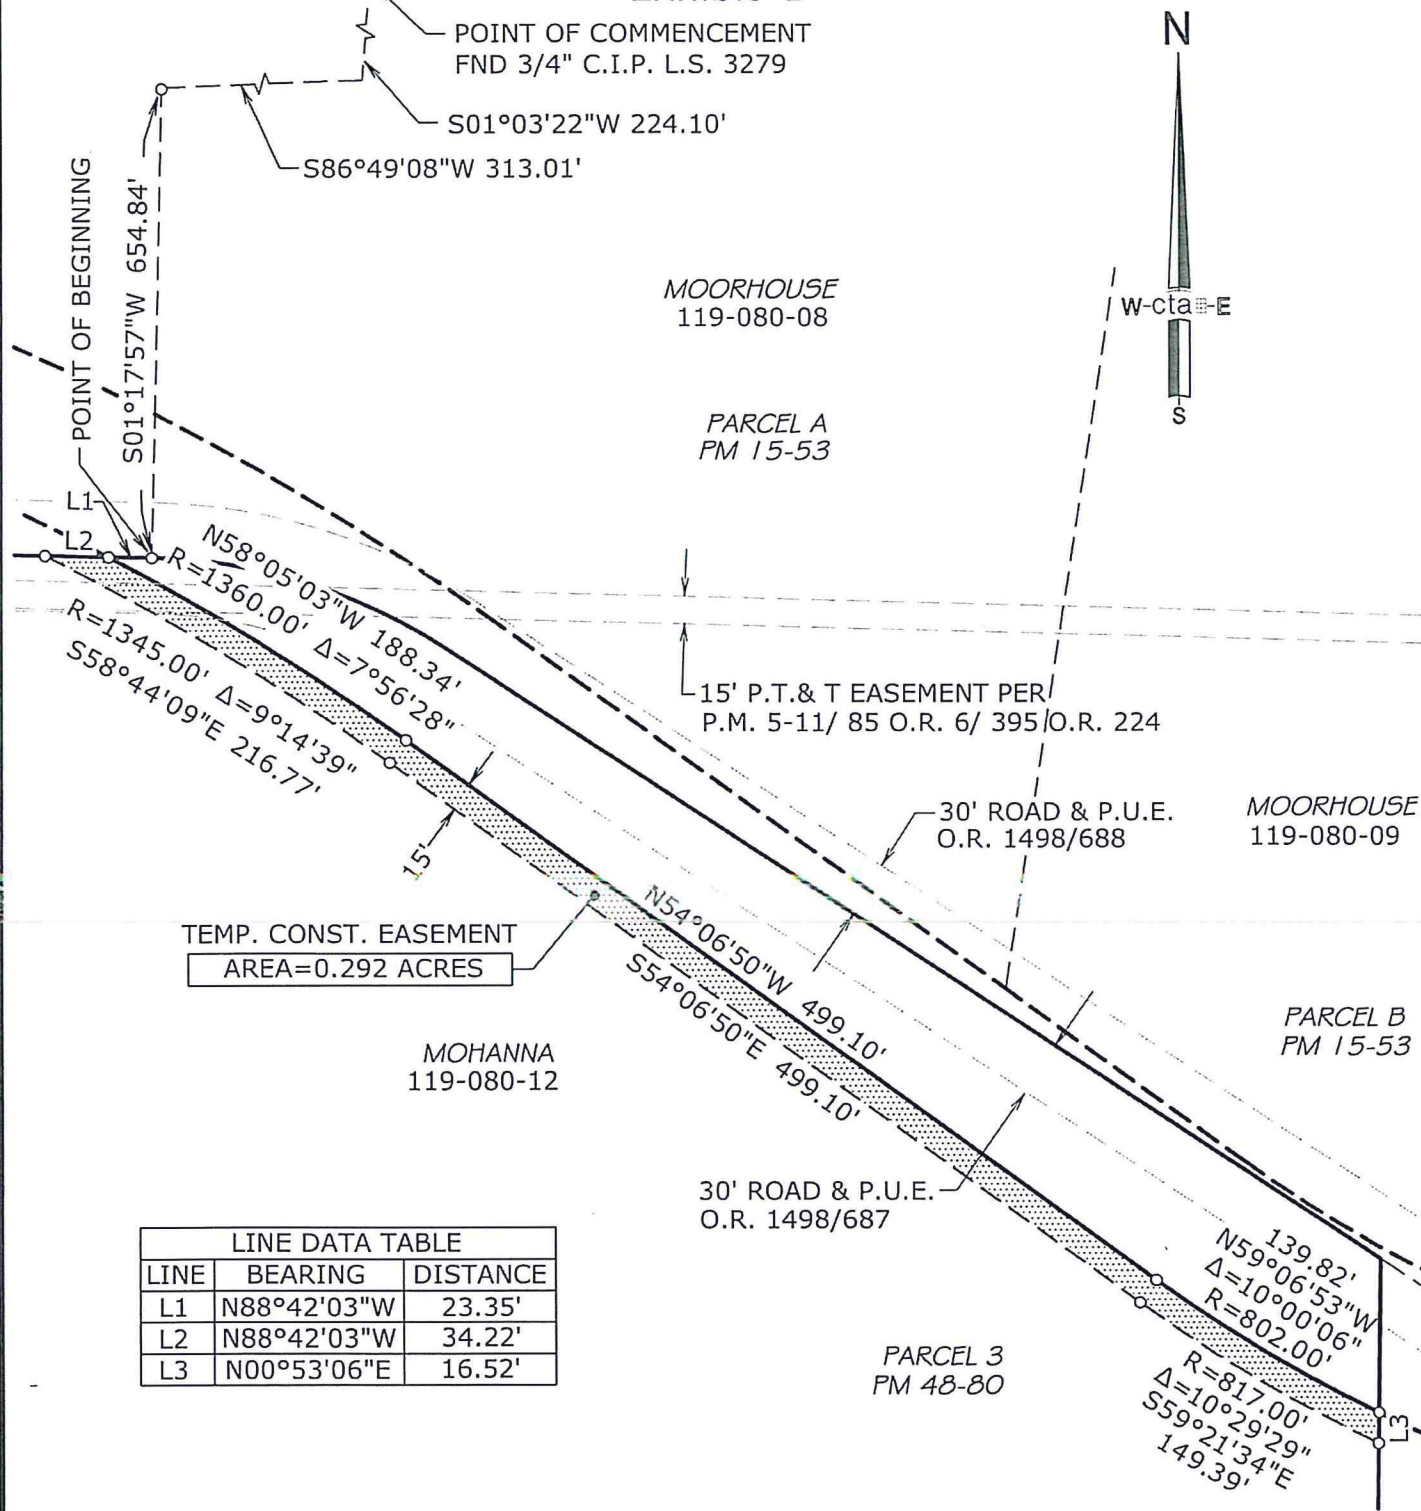 POINT OF COMMENCEMENT
FND 3/4" C.I.P. L.S. 3279
S01°03'22"W 224.10'
S86°49'08"W 313.01'
POINT OF BEGINNING
S01°17'57"W 654.84'
N
W-cta-E
S
MOORHOUSE
119-080-08
PARCEL A
PM 15-53
L1
L2
N58°05'03"W 188.34'
R=1360.00' Δ=7°56'28"
R=1345.00' Δ=9°14'39"
S58°44'09"E 216.77'
15' P.T.& T EASEMENT PER
P.M. 5-11/ 85 O.R. 6/ 395 O.R. 224
30' ROAD & P.U.E.
O.R. 1498/688
MOORHOUSE
119-080-09
15'
TEMP. CONST. EASEMENT
AREA=0.292 ACRES
N54°06'50"W 499.10'
S54°06'50"E 499.10'
PARCEL B
PM 15-53
MOHANNA
119-080-12
30' ROAD & P.U.E.
O.R. 1498/687
139.82'
N59°06'53"W
Δ=10°00'06"
R=802.00'
LINE DATA TABLE
LINE BEARING DISTANCE
L1 N88°42'03"W 23.35'
L2 N88°42'03"W 34.22'
L3 N00°53'06"E 16.52'
PARCEL 3
PM 48-80
R=817.00'
Δ=10°29'29"
S59°21'34"E
149.39'
L3